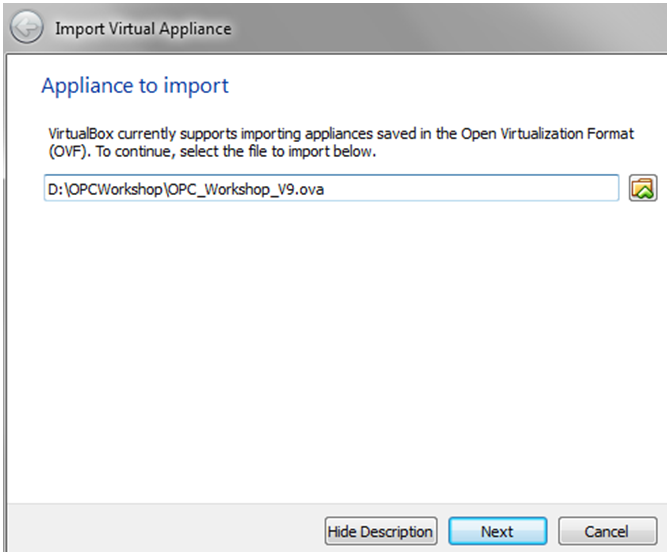 Import Virtual Appliance
Appliance to import
VirtualBox currently supports importing appliances saved in the Open Virtualization Format
(OVF). To continue, select the file to import below.
D:\OPCWorkshop\OPC_Workshop_V9.ova
Hide Description Next Cancel